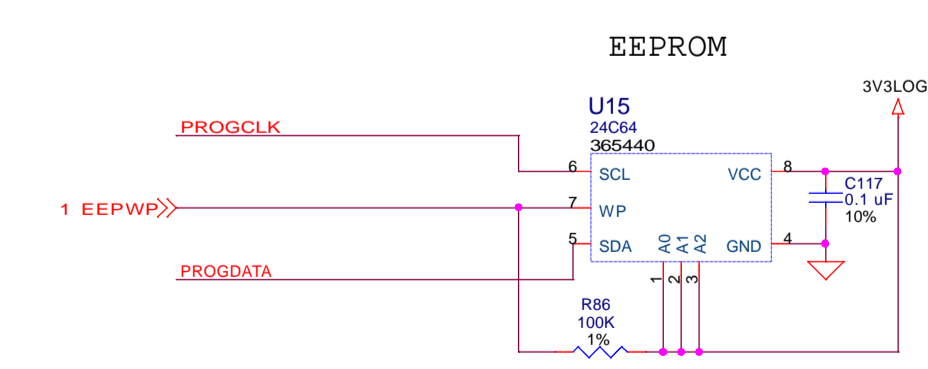 EEPROM
3V3LOG
U15
24C64
365440
PROGCLK
6
SCL
VCC
8
C117
0.1 uF
10%
1 EEPWP
7
WP
5
SDA
A0
A1
A2
GND
4
PROGDATA
1
2
3
R86
100K
1%